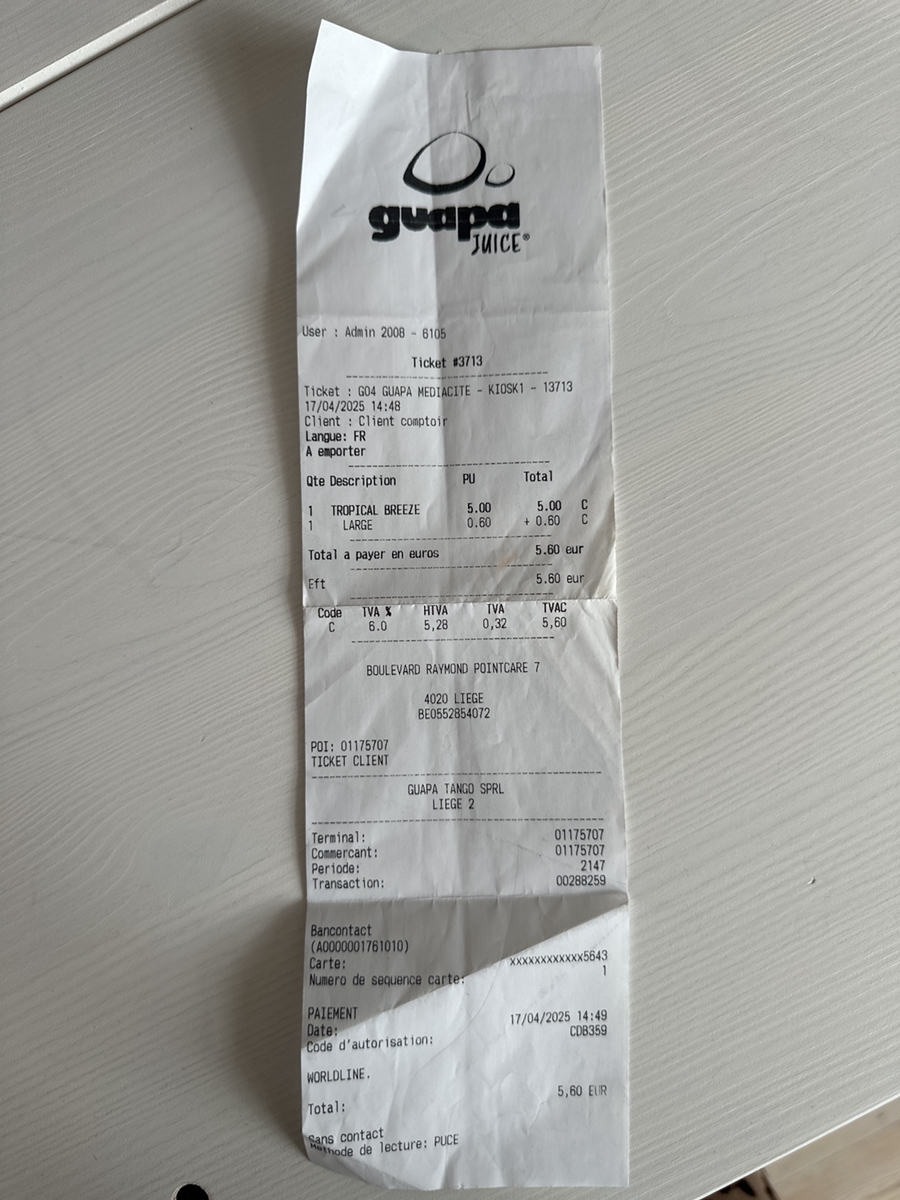 guapa
JUICE®
User : Admin 2008 - 6105
Ticket #3713
Ticket : G04 GUAPA MEDIACITE - KIOSK1 - 13713
17/04/2025 14:48
Client : Client comptoir
Langue: FR
A emporter
Qte Description PU Total
1 TROPICAL BREEZE 5.00 5.00 C
1 LARGE 0.60 + 0.60 C
Total a payer en euros 5.60 eur
Eft 5.60 eur
Code TVA % HTVA TVA TVAC
C 6.0 5,28 0,32 5,60
BOULEVARD RAYMOND POINTCARE 7
4020 LIEGE
BE0552854072
POI: 01175707
TICKET CLIENT
GUAPA TANGO SPRL
LIEGE 2
Terminal: 01175707
Commercant: 01175707
Periode: 2147
Transaction: 00288259
Bancontact
(A0000001761010)
Carte: xxxxxxxxxxxx5643
Numero de sequence carte: 1
PAIEMENT
Date: 17/04/2025 14:49
Code d'autorisation: CDB359
WORLDLINE.
Total: 5,60 EUR
Sans contact
Methode de lecture: PUCE